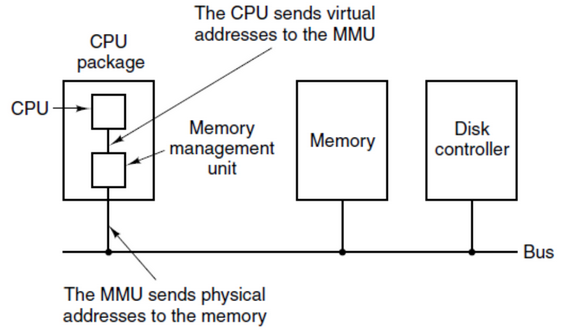 The CPU sends virtual
addresses to the MMU
CPU
package
CPU
Memory
management
unit
Memory
Disk
controller
Bus
The MMU sends physical
addresses to the memory